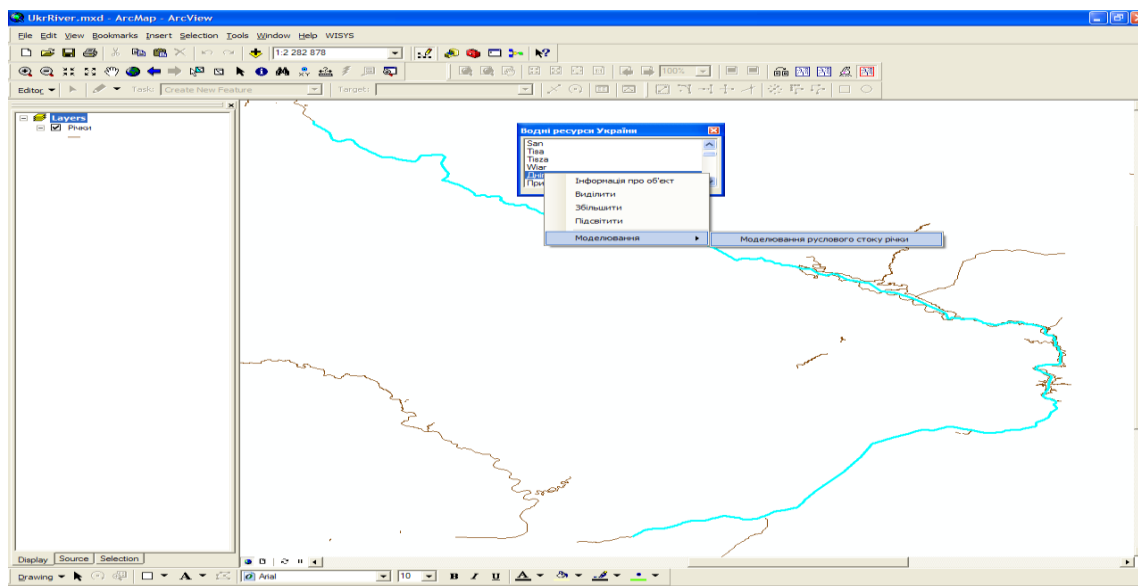 UkrRiver.mxd - ArcMap - ArcView
File Edit View Bookmarks Insert Selection Tools Window Help WISYS
1:2 282 878
100%
Editor Task: Create New Feature Target:
Layers
Річки
Водні ресурси України
San
Tisa
Tisza
Wiar
Інформація про об'єкт
Виділити
Збільшити
Підсвітити
Моделювання
Моделювання руслового стоку річки
Display Source Selection
Drawing A Arial 10 B I U A